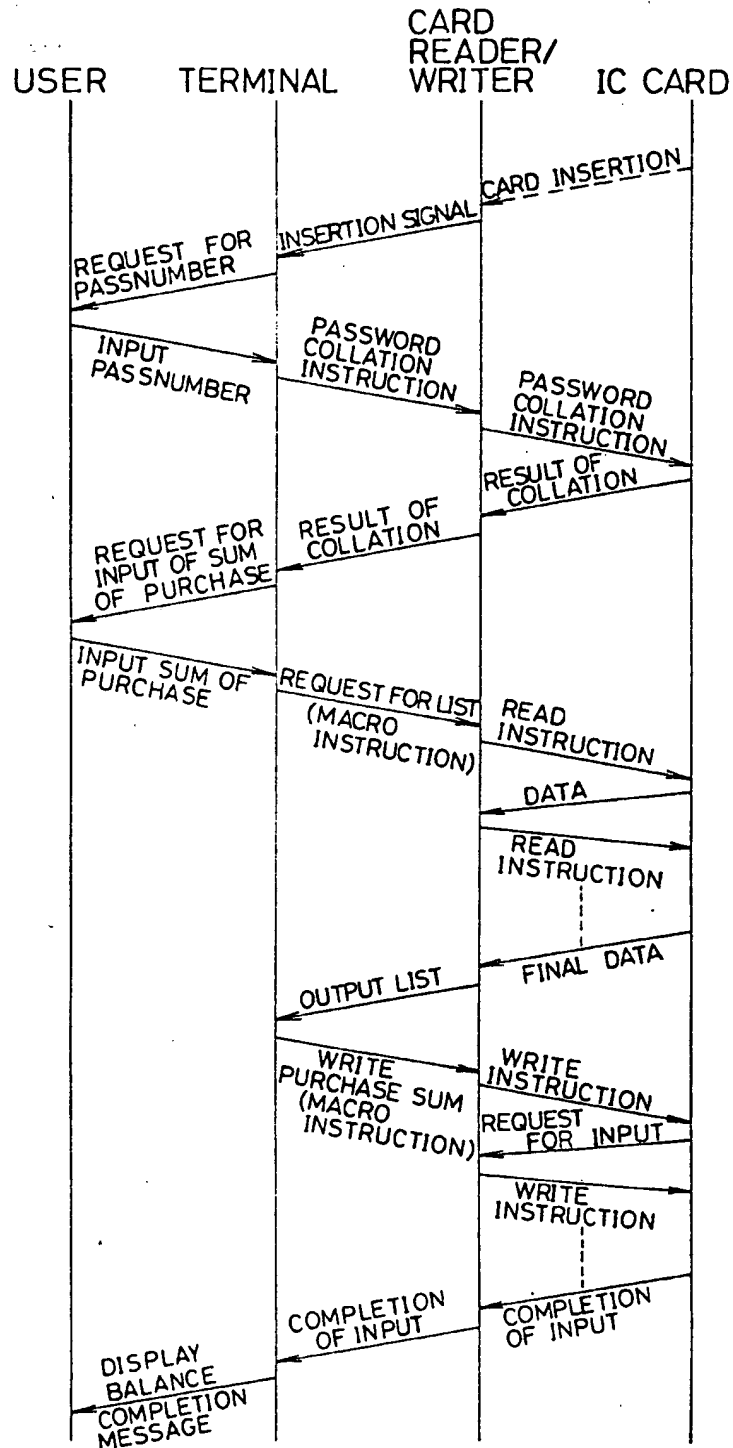 USER
TERMINAL
CARD
READER/
WRITER
IC CARD
CARD INSERTION
INSERTION SIGNAL
REQUEST FOR
PASSNUMBER
INPUT
PASSNUMBER
PASSWORD
COLLATION
INSTRUCTION
PASSWORD
COLLATION
INSTRUCTION
RESULT OF
COLLATION
RESULT OF
COLLATION
REQUEST FOR
INPUT OF SUM
OF PURCHASE
INPUT SUM OF
PURCHASE
REQUEST FOR LIST
(MACRO
INSTRUCTION)
READ
INSTRUCTION
DATA
READ
INSTRUCTION
FINAL DATA
OUTPUT LIST
WRITE
PURCHASE SUM
(MACRO
INSTRUCTION)
WRITE
INSTRUCTION
REQUEST
FOR INPUT
WRITE
INSTRUCTION
COMPLETION
OF INPUT
COMPLETION
OF INPUT
DISPLAY
BALANCE
COMPLETION
MESSAGE